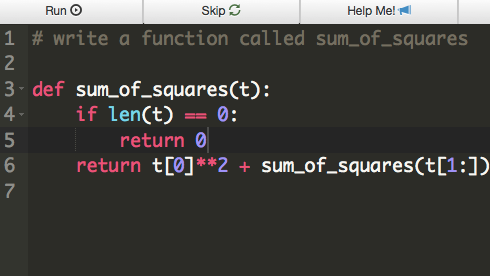 Run Skip Help Me!
1 # write a function called sum_of_squares
2
3 def sum_of_squares(t):
4     if len(t) == 0:
5         return 0
6     return t[0]**2 + sum_of_squares(t[1:])
7